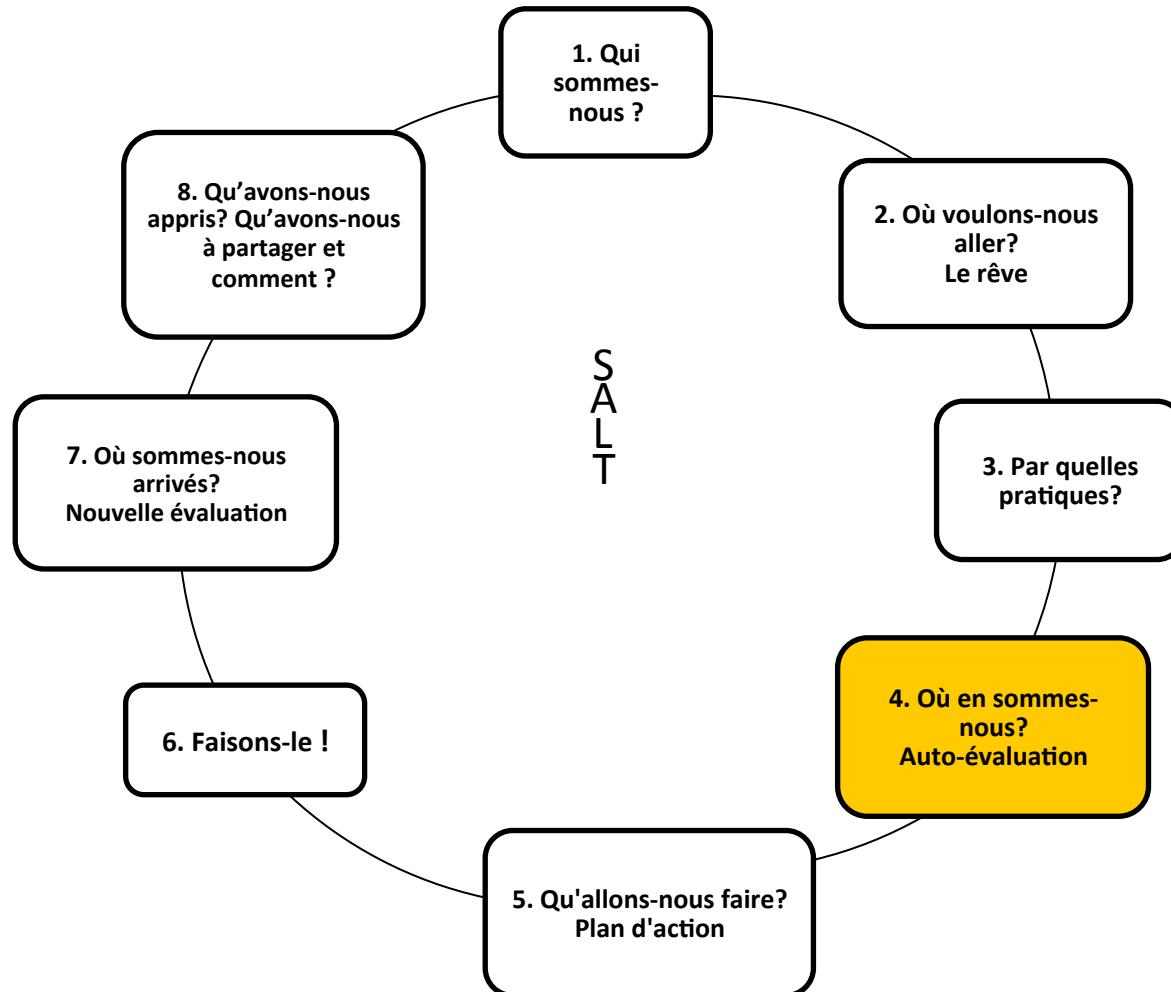 1. Qui
sommes-
nous ?
2. Où voulons-nous
aller?
Le rêve
3. Par quelles
pratiques?
4. Où en sommes-
nous?
Auto-évaluation
5. Qu'allons-nous faire?
Plan d'action
6. Faisons-le !
7. Où sommes-nous
arrivés?
Nouvelle évaluation
8. Qu’avons-nous
appris? Qu’avons-nous
à partager et
comment ?
S
A
L
T